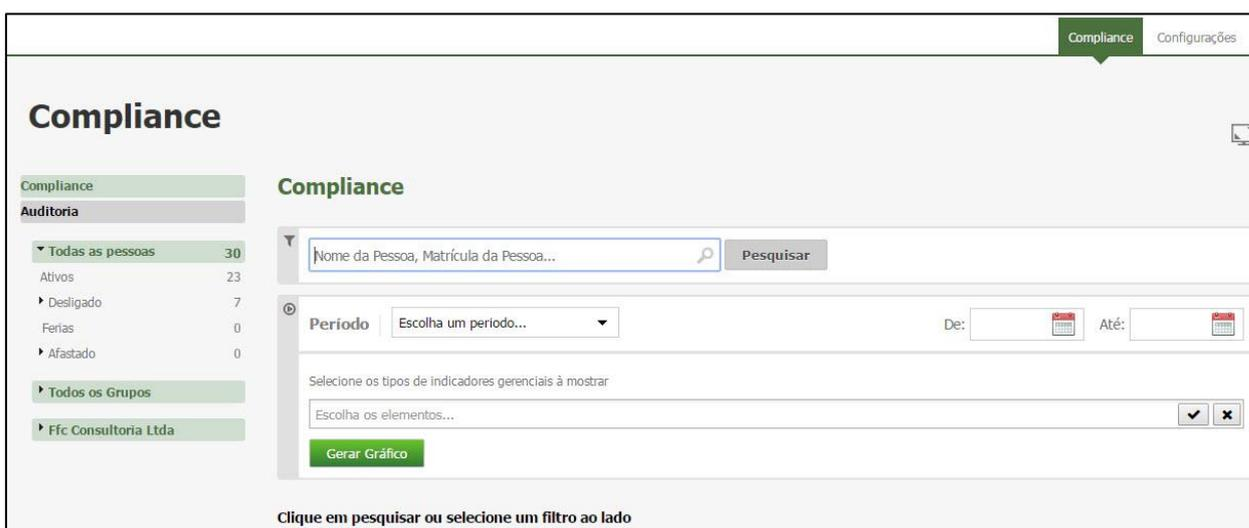 Compliance Configurações
Compliance
Compliance
Auditoria
Todas as pessoas 30
Ativos 23
Desligado 7
Ferias 0
Afastado 0
Todos os Grupos
Ffc Consultoria Ltda
Compliance
Nome da Pessoa, Matrícula da Pessoa... Pesquisar
Período Escolha um periodo... De: Até:
Selecione os tipos de indicadores gerenciais à mostrar
Escolha os elementos...
Gerar Gráfico
Clique em pesquisar ou selecione um filtro ao lado